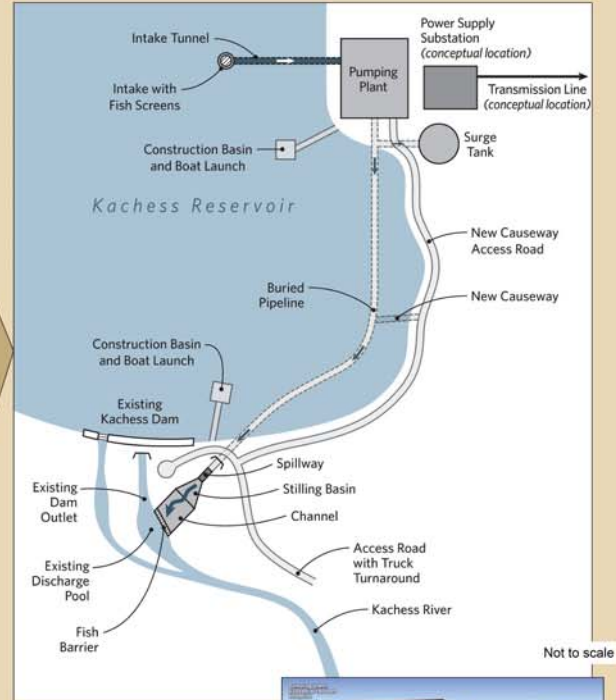 Intake Tunnel
Power Supply
Substation
(conceptual location)
Pumping
Plant
Intake with
Fish Screens
Transmission Line
(conceptual location)
Construction Basin
and Boat Launch
Surge
Tank
Kachess Reservoir
New Causeway
Access Road
Buried
Pipeline
New Causeway
Construction Basin
and Boat Launch
Existing
Kachess Dam
Spillway
Existing
Dam
Outlet
Stilling Basin
Channel
Existing
Discharge
Pool
Access Road
with Truck
Turnaround
Kachess River
Fish
Barrier
Not to scale